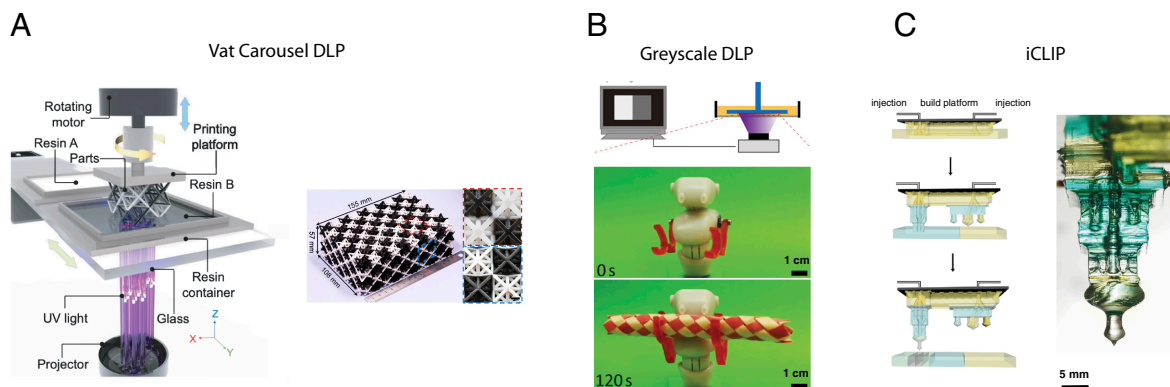 A
Vat Carousel DLP
Rotating
motor
Printing
platform
Resin A
Parts
Resin B
Resin
container
UV light
Glass
Projector
Z
X
Y
155 mm
57 mm
108 mm
B
Greyscale DLP
0 s
1 cm
120 s
1 cm
C
iCLIP
injection build platform injection
5 mm